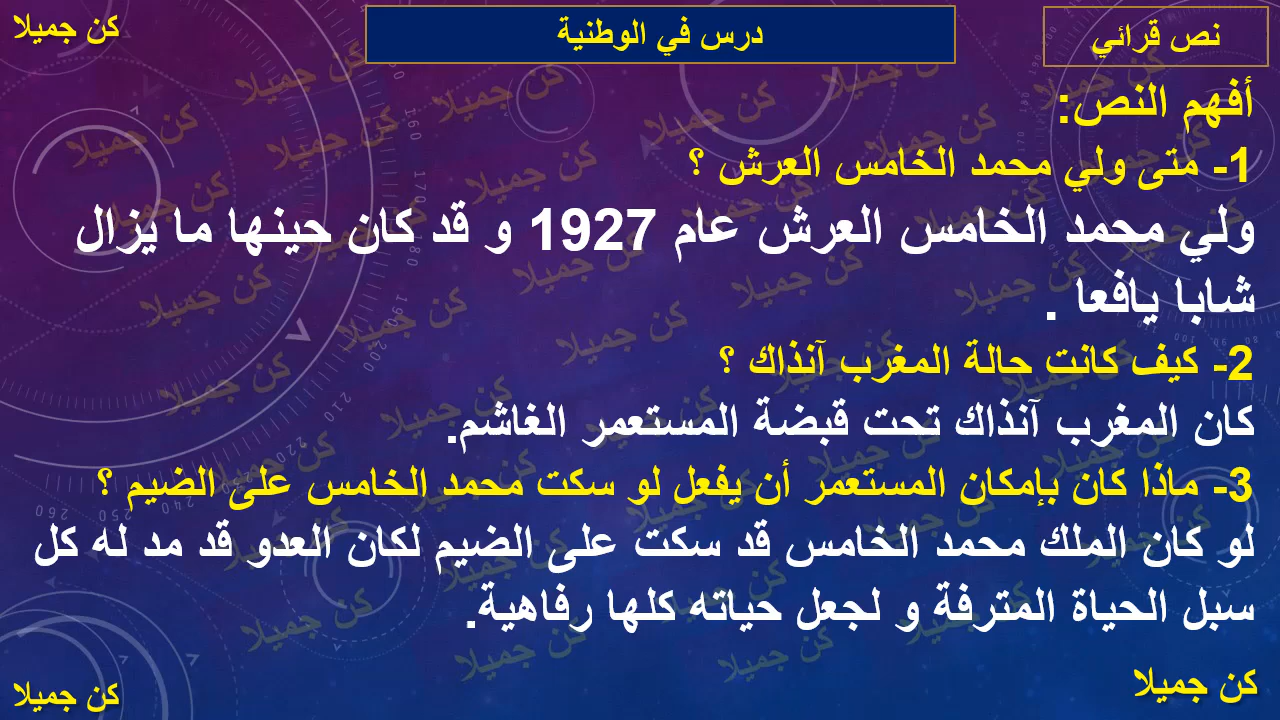 نص قرائي
درس في الوطنية
كن جميلا
أفهم النص:
1- متى ولي محمد الخامس العرش ؟
ولي محمد الخامس العرش عام 1927 و قد كان حينها ما يزال
شابا يافعا .
2- كيف كانت حالة المغرب آنذاك ؟
كان المغرب آنذاك تحت قبضة المستعمر الغاشم.
3- ماذا كان بإمكان المستعمر أن يفعل لو سكت محمد الخامس على الضيم ؟
لو كان الملك محمد الخامس قد سكت على الضيم لكان العدو قد مد له كل
سبل الحياة المترفة و لجعل حياته كلها رفاهية.
كن جميلا
كن جميلا